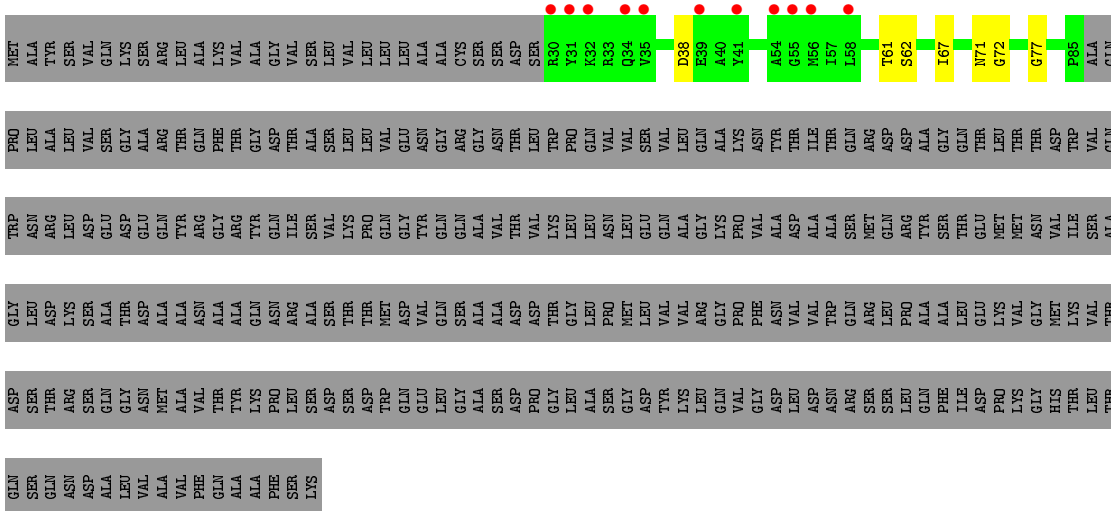 MET ALA TYR SER VAL GLN LYS SER ARG LEU ALA LYS VAL ALA GLY VAL SER LEU VAL LEU LEU LEU ALA ALA CYS SER SER ASP SER R30 Y31 K32 R33 Q34 V35 D38 E39 A40 Y41 A54 G55 M56 I57 L58 T61 S62 I67 N71 G72 G77 P85 ALA GLN
PRO LEU ALA LEU VAL SER GLY ALA ARG THR GLN PHE THR GLY ASP THR ALA SER LEU LEU VAL GLU ASN GLY ARG GLY ASN THR LEU TRP PRO GLN VAL VAL SER VAL LEU GLN ALA LYS ASN TYR THR ILE THR GLN ARG ASP ASP ALA GLY GLN THR LEU THR THR ASP TRP VAL GLN
TRP ASN ARG LEU ASP GLU ASP GLU GLN TYR ARG GLY ARG TYR GLN ILE SER VAL LYS PRO GLN GLY TYR GLN GLN ALA VAL THR VAL LYS LEU LEU ASN LEU GLU GLN ALA GLY LYS PRO VAL ALA ASP ALA ALA SER MET GLN ARG TYR SER THR GLU MET MET ASN VAL ILE SER ALA
GLY LEU ASP LYS SER ALA THR ASP ALA ALA ASN ALA ALA GLN ASN ARG ALA SER THR THR MET ASP VAL GLN SER ALA ALA ASP ASP THR GLY LEU PRO MET LEU VAL VAL ARG GLY PRO PHE ASN VAL VAL TRP GLN ARG LEU PRO ALA ALA LEU GLU LYS VAL GLY MET LYS VAL THR
ASP SER THR ARG SER GLN GLY ASN MET ALA VAL THR TYR LYS PRO LEU SER ASP SER ASP TRP GLN GLU LEU GLY ALA SER ASP PRO GLY LEU ALA SER GLY ASP TYR LYS LEU GLN VAL GLY ASP LEU ASP ASN ARG SER SER LEU GLN PHE ILE ASP PRO LYS GLY HIS THR LEU THR
GLN SER GLN ASN ASP ALA LEU VAL ALA VAL PHE GLN ALA ALA PHE SER LYS